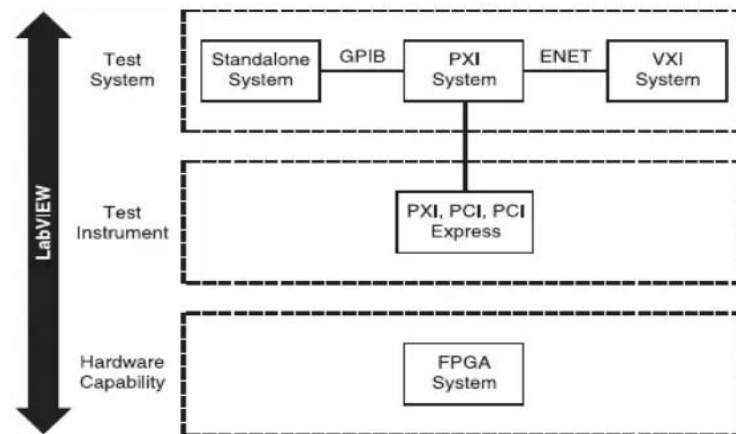 LabVIEW
Test
System
Standalone
System
GPIB
PXI
System
ENET
VXI
System
Test
Instrument
PXI, PCI, PCI
Express
Hardware
Capability
FPGA
System